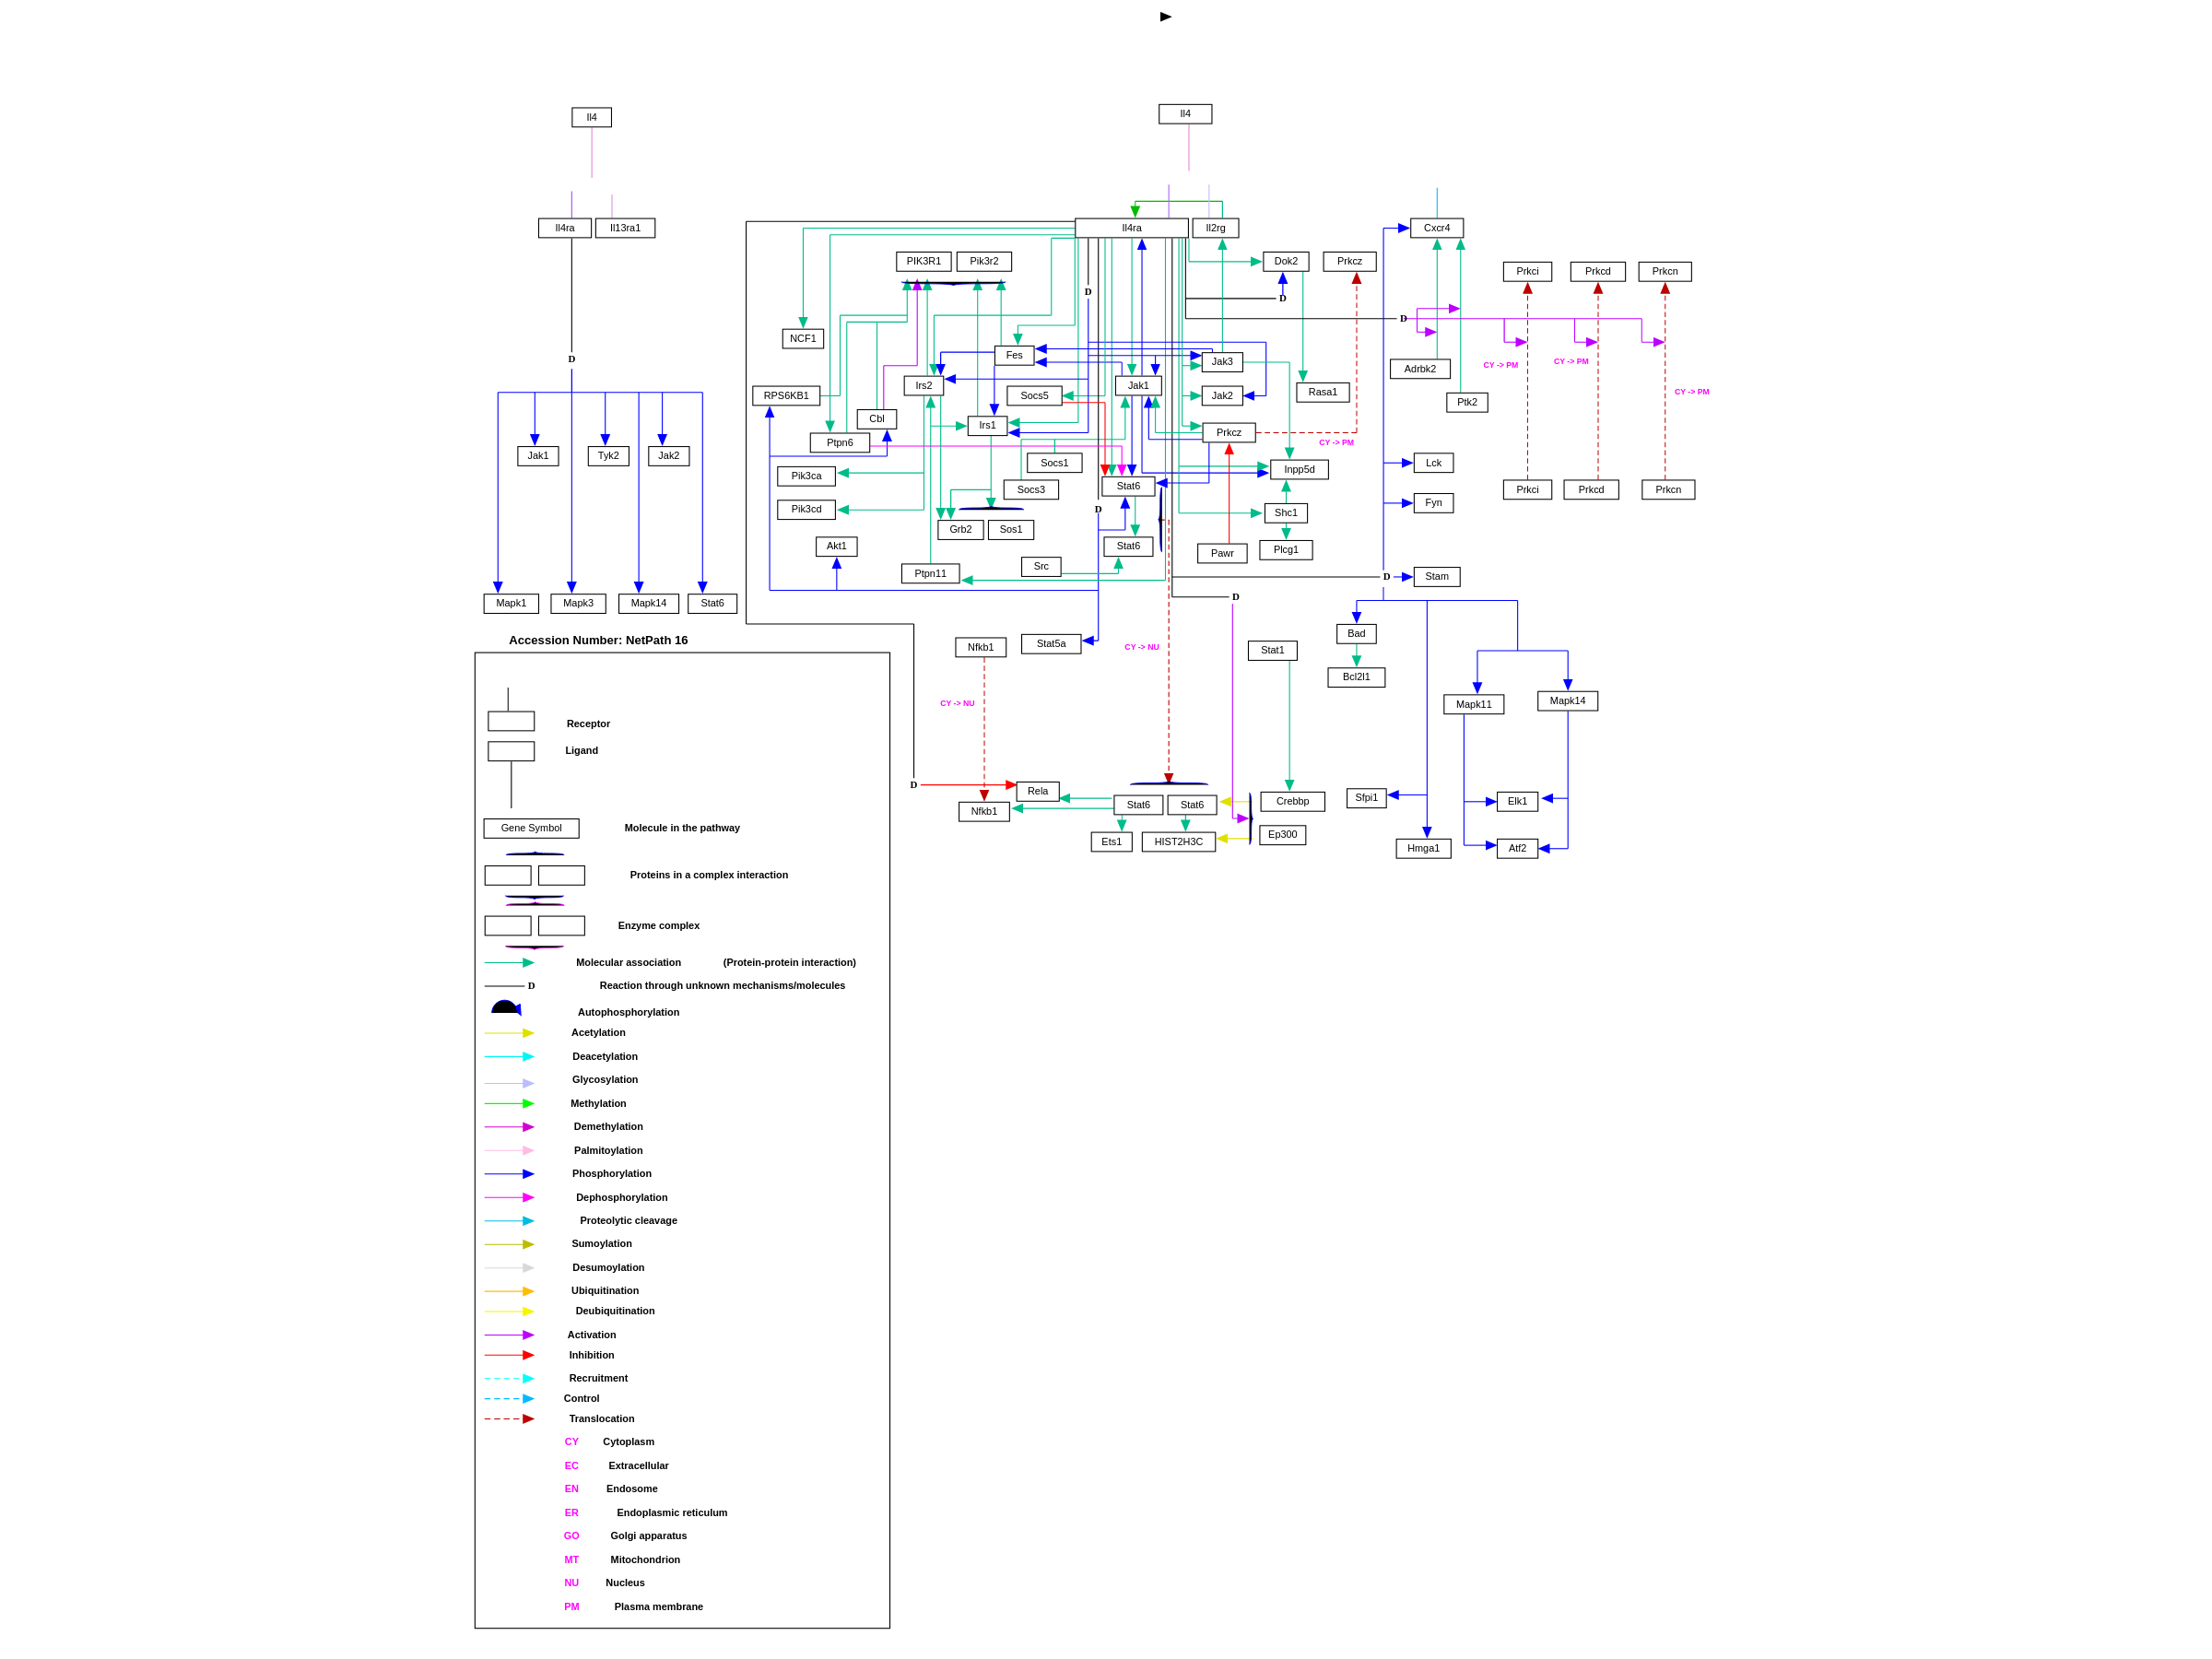 Il4
Il4
Il4ra
Il13ra1
Il4ra
Il2rg
Cxcr4
PIK3R1
Pik3r2
Dok2
Prkcz
Prkci
Prkcd
Prkcn
D
D
D
NCF1
Fes
Jak3
Adrbk2
CY -> PM
CY -> PM
CY -> PM
D
RPS6KB1
Irs2
Socs5
Jak1
Jak2
Rasa1
Ptk2
Cbl
Irs1
Ptpn6
Prkcz
CY -> PM
Jak1
Tyk2
Jak2
Socs1
Inpp5d
Lck
Pik3ca
Socs3
Stat6
Prkci
Prkcd
Prkcn
Pik3cd
D
Shc1
Fyn
Grb2
Sos1
Akt1
Stat6
Pawr
Plcg1
Ptpn11
Src
D
Stam
Mapk1
Mapk3
Mapk14
Stat6
D
Accession Number: NetPath 16
Nfkb1
Stat5a
CY -> NU
Stat1
Bad
Bcl2l1
CY -> NU
Mapk11
Mapk14
Receptor
Ligand
D
Rela
Nfkb1
Stat6
Stat6
Crebbp
Sfpi1
Elk1
Ets1
HIST2H3C
Ep300
Hmga1
Atf2
Gene Symbol
Molecule in the pathway
Proteins in a complex interaction
Enzyme complex
Molecular association (Protein-protein interaction)
D Reaction through unknown mechanisms/molecules
Autophosphorylation
Acetylation
Deacetylation
Glycosylation
Methylation
Demethylation
Palmitoylation
Phosphorylation
Dephosphorylation
Proteolytic cleavage
Sumoylation
Desumoylation
Ubiquitination
Deubiquitination
Activation
Inhibition
Recruitment
Control
Translocation
CY Cytoplasm
EC Extracellular
EN Endosome
ER Endoplasmic reticulum
GO Golgi apparatus
MT Mitochondrion
NU Nucleus
PM Plasma membrane